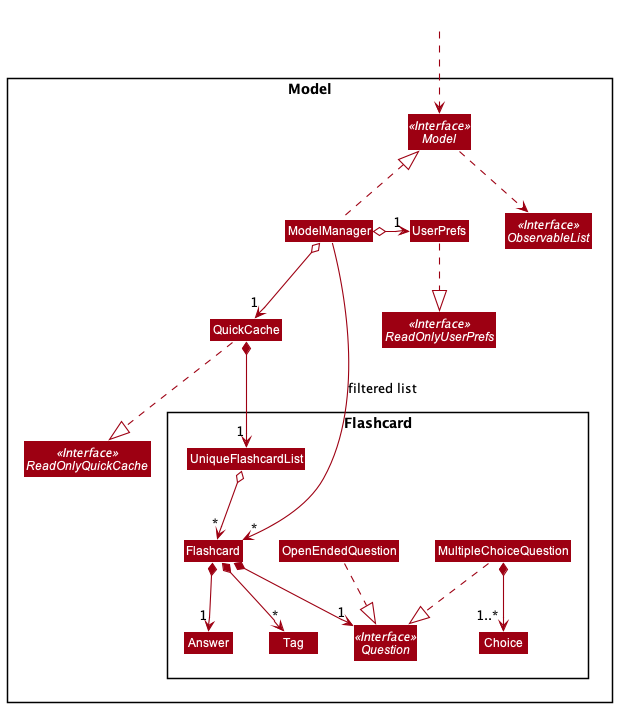 Model
«Interface»
Model
ModelManager
1
UserPrefs
«Interface»
ObservableList
1
QuickCache
«Interface»
ReadOnlyUserPrefs
filtered list
Flashcard
1
«Interface»
ReadOnlyQuickCache
UniqueFlashcardList
*
*
Flashcard
OpenEndedQuestion
MultipleChoiceQuestion
1
*
1
1..*
Answer
Tag
«Interface»
Question
Choice